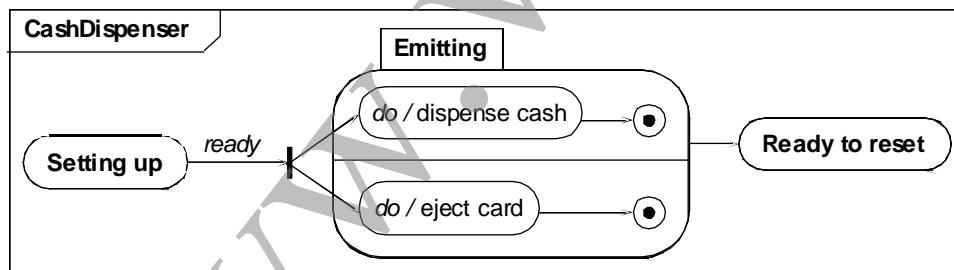 CashDispenser
Emitting
do / dispense cash
Setting up
ready
Ready to reset
do / eject card